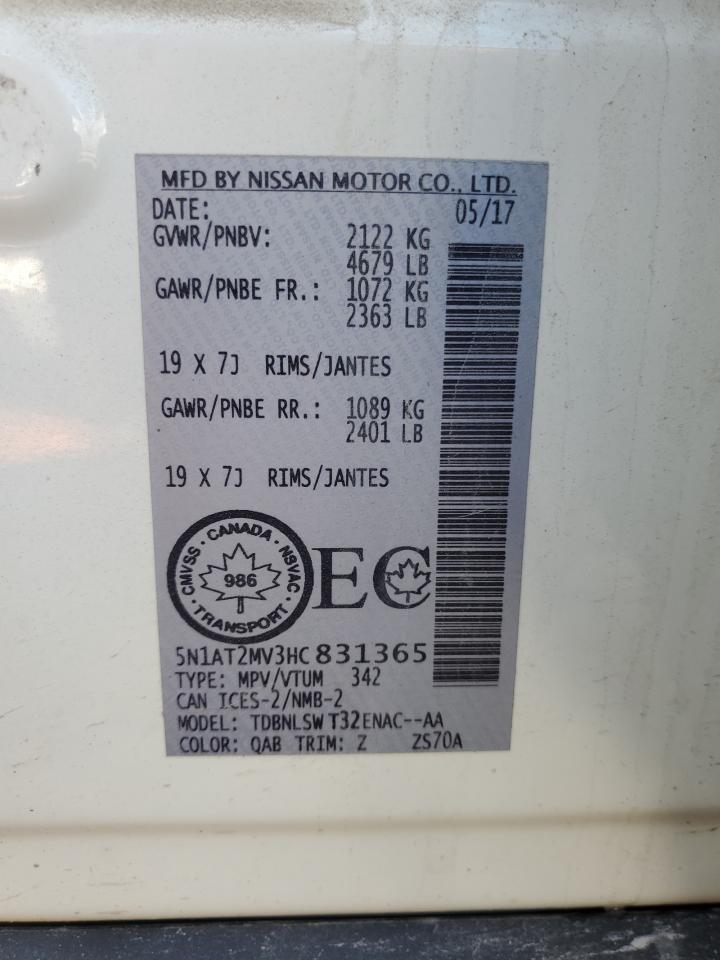 MFD BY NISSAN MOTOR CO., LTD.
DATE: 05/17
GVWR/PNBV: 2122 KG
4679 LB
GAWR/PNBE FR.: 1072 KG
2363 LB
19 X 7J RIMS/JANTES
GAWR/PNBE RR.: 1089 KG
2401 LB
19 X 7J RIMS/JANTES
CMVSS · CANADA · NSVAC · TRANSPORT ·
986
EC
5N1AT2MV3HC831365
TYPE: MPV/VTUM 342
CAN ICES-2/NMB-2
MODEL: TDBNLSW T32ENAC--AA
COLOR: QAB TRIM: Z ZS70A